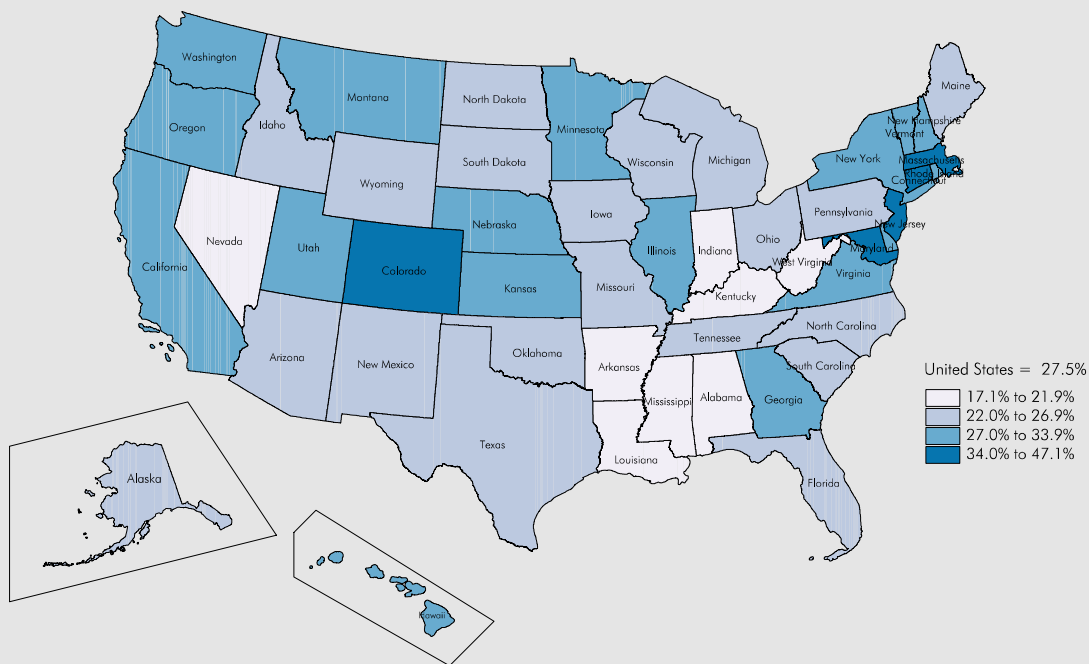 Washington
Montana
North Dakota
Minnesota
Maine
Oregon
Idaho
New Hampshire
Vermont
South Dakota
Wisconsin
Michigan
New York
Massachusetts
Rhode Island
Connecticut
Wyoming
Iowa
Pennsylvania
Nebraska
New Jersey
Nevada
Utah
Illinois
Indiana
Ohio
Maryland
California
Colorado
West Virginia
Virginia
Kansas
Missouri
Kentucky
North Carolina
Tennessee
Arizona
New Mexico
Oklahoma
Arkansas
South Carolina
Mississippi
Alabama
Georgia
Texas
Louisiana
Florida
Alaska
Hawaii
United States = 27.5%
17.1% to 21.9%
22.0% to 26.9%
27.0% to 33.9%
34.0% to 47.1%